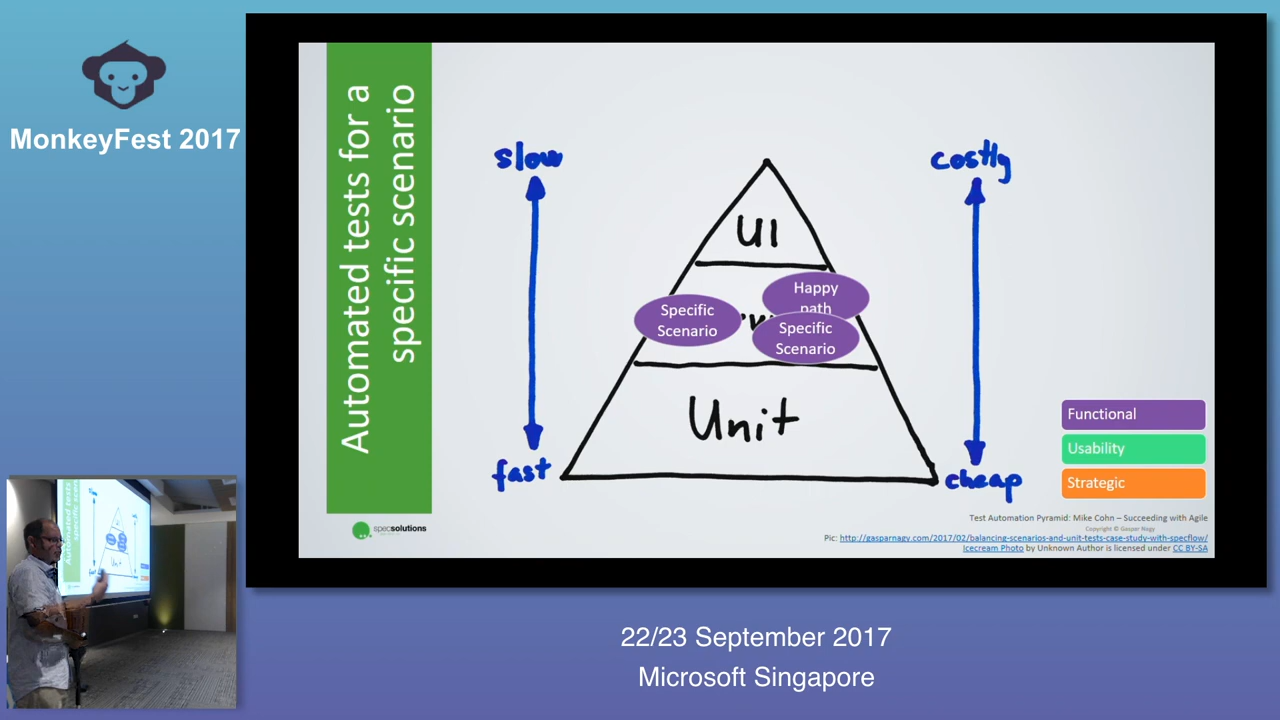 MonkeyFest 2017
Automated tests for a
specific scenario
slow
fast
costly
cheap
UI
Happy
path
Specific
Scenario
Specific
Scenario
Unit
Functional
Usability
Strategic
specsolutions
Test Automation Pyramid: Mike Cohn – Succeeding with Agile
Copyright © Gaspar Nagy
Pic: http://gasparnagy.com/2017/02/balancing-scenarios-and-unit-tests-case-study-with-specflow/
Icecream Photo by Unknown Author is licensed under CC BY-SA
22/23 September 2017
Microsoft Singapore